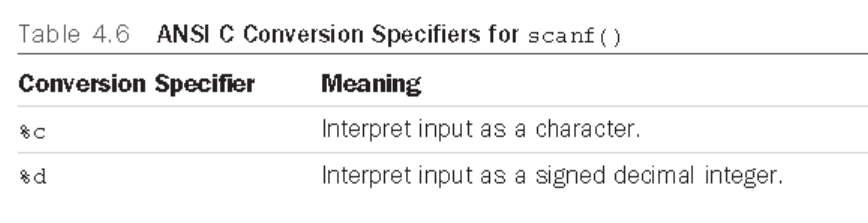 Table 4.6 ANSI C Conversion Specifiers for scanf()
Conversion Specifier Meaning
%c Interpret input as a character.
%d Interpret input as a signed decimal integer.